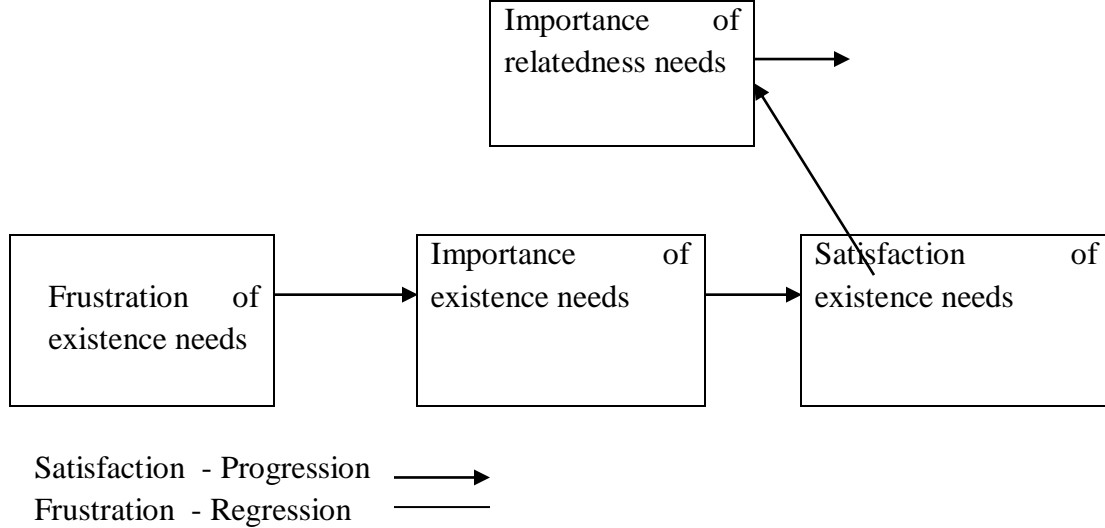 Importance of
relatedness needs
Frustration of
existence needs
Importance of
existence needs
Satisfaction of
existence needs
Satisfaction - Progression
Frustration - Regression